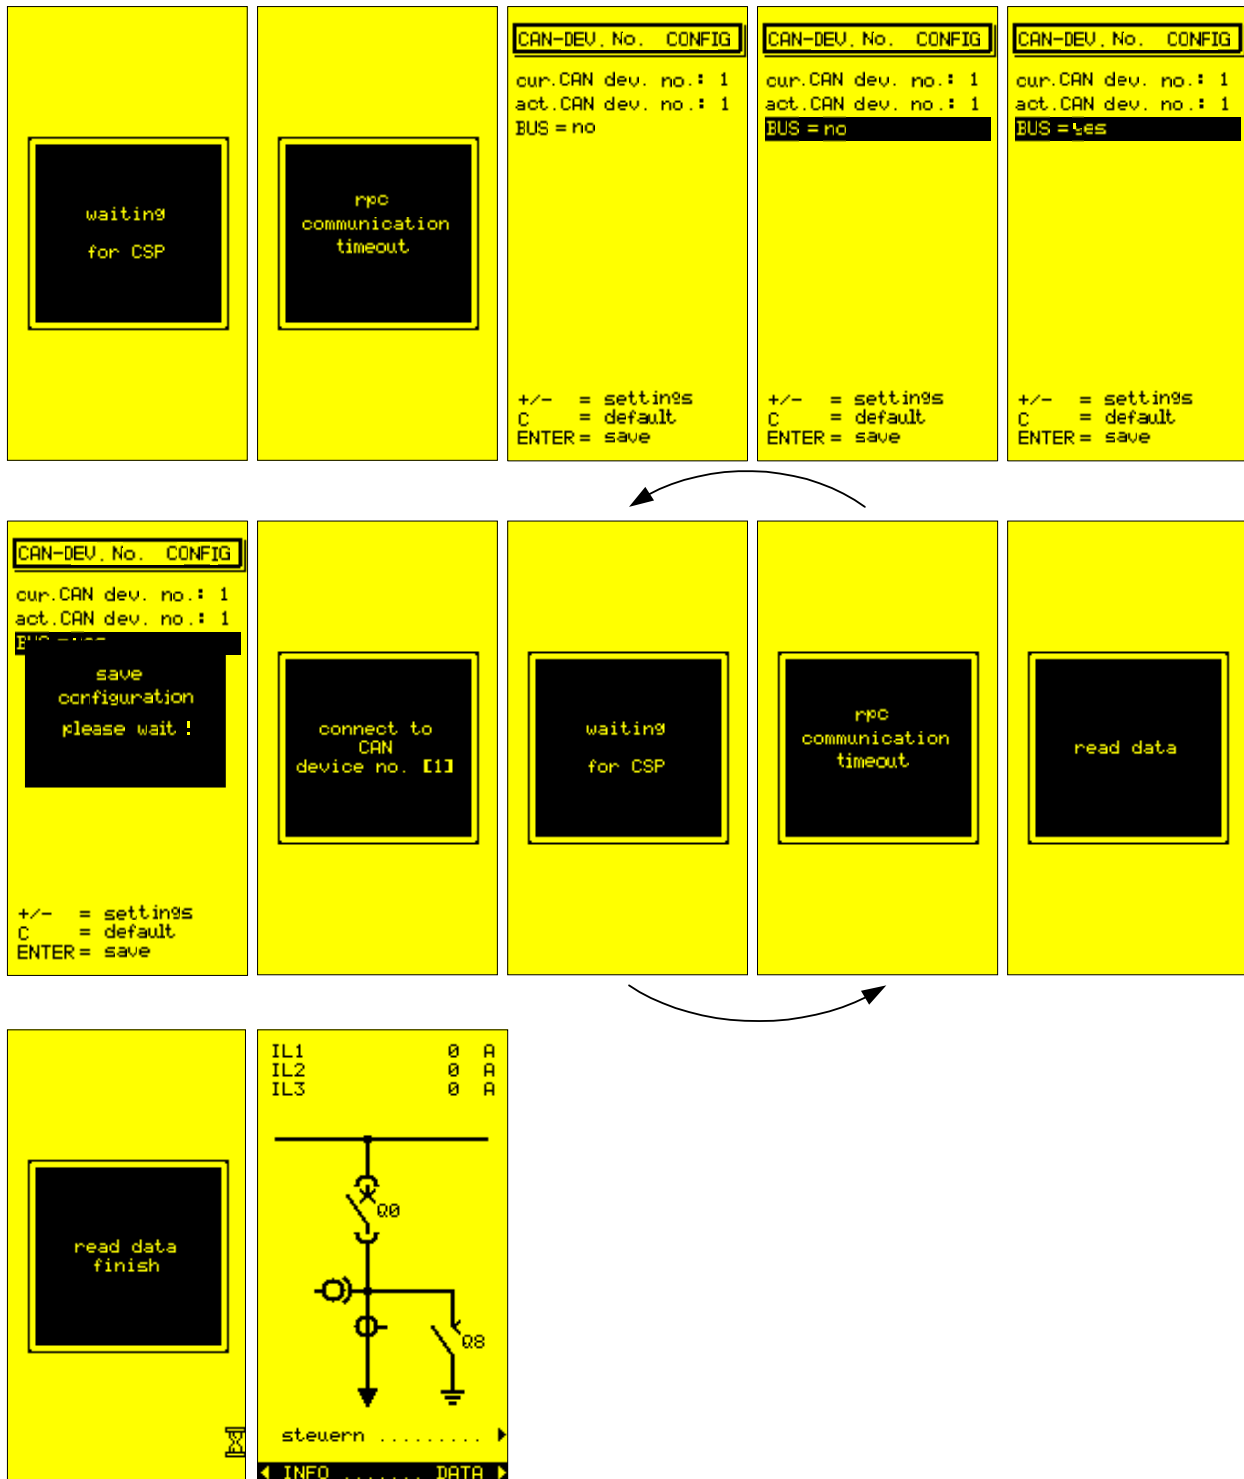 waiting
for CSP
rpc
communication
timeout
CAN-DEV. No. CONFIG
cur.CAN dev. no.: 1
act.CAN dev. no.: 1
BUS = no
+/- = settings
C = default
ENTER = save
CAN-DEV. No. CONFIG
cur.CAN dev. no.: 1
act.CAN dev. no.: 1
BUS = no
+/- = settings
C = default
ENTER = save
CAN-DEV. No. CONFIG
cur.CAN dev. no.: 1
act.CAN dev. no.: 1
BUS = yes
+/- = settings
C = default
ENTER = save
CAN-DEV. No. CONFIG
cur.CAN dev. no.: 1
act.CAN dev. no.: 1
save
configuration
please wait !
+/- = settings
C = default
ENTER = save
connect to
CAN
device no. [1]
waiting
for CSP
rpc
communication
timeout
read data
read data
finish
IL1 0 A
IL2 0 A
IL3 0 A
Q0
Q8
steuern .........
INFO ....... DATA